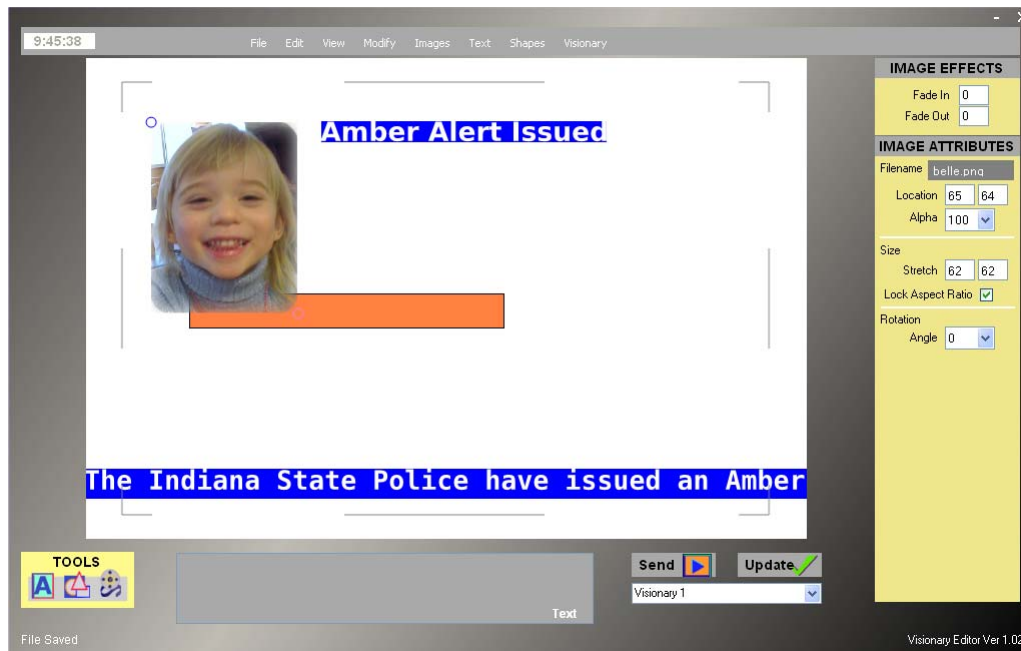 9:45:38
File Edit View Modify Images Text Shapes Visionary
IMAGE EFFECTS
Fade In 0
Fade Out 0
IMAGE ATTRIBUTES
Filename belle.png
Location 65 64
Alpha 100
Size
Stretch 62 62
Lock Aspect Ratio
Rotation
Angle 0
Amber Alert Issued
The Indiana State Police have issued an Amber
TOOLS
A
Text
Send
Update
Visionary 1
File Saved
Visionary Editor Ver 1.02